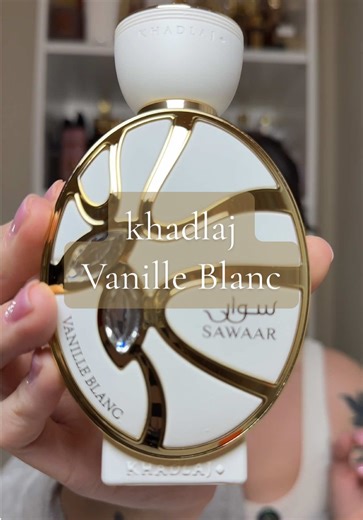 KHADLAJ
khadlaj
Vanille Blanc
سوار
SAWAAR
VANILLE BLANC
KHADLAJ